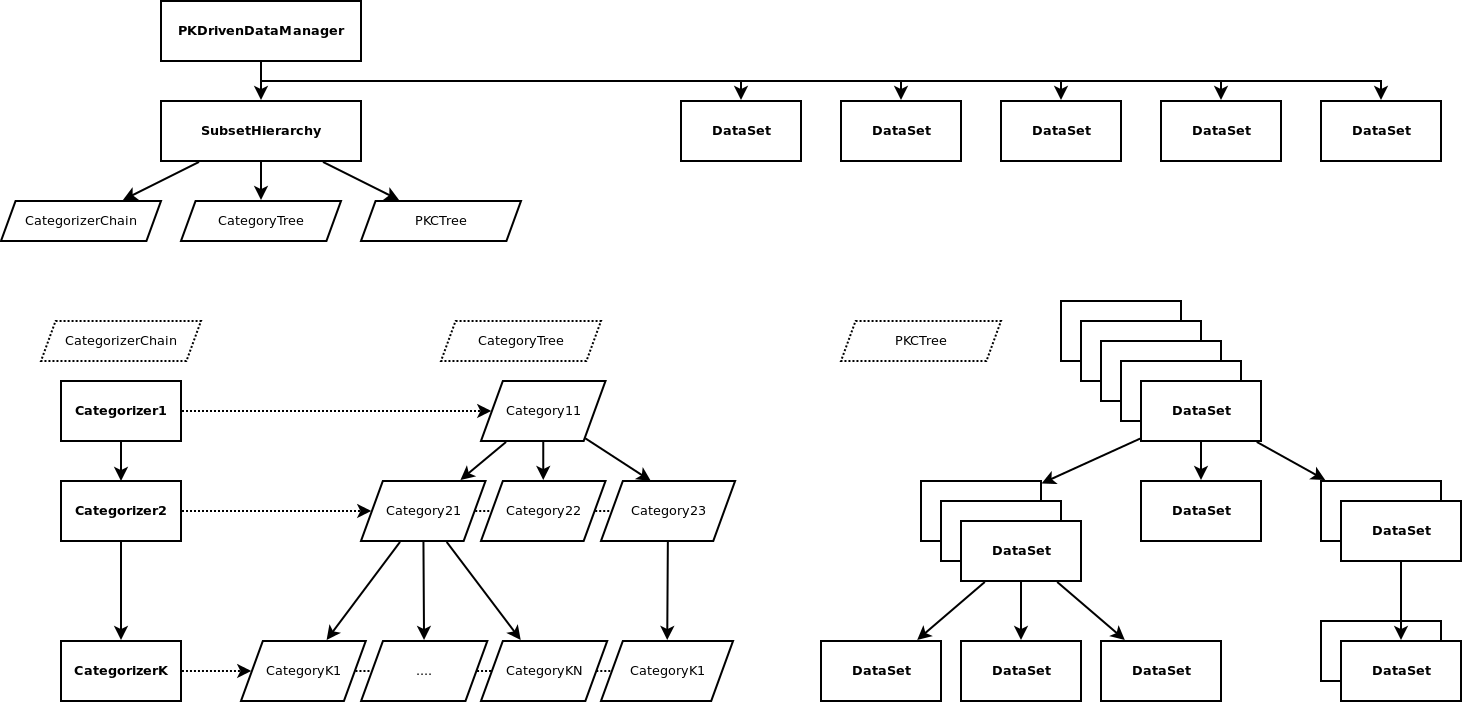 PKDrivenDataManager
SubsetHierarchy
DataSet
DataSet
DataSet
DataSet
DataSet
CategorizerChain
CategoryTree
PKCTree
CategorizerChain
CategoryTree
PKCTree
Categorizer1
Category11
DataSet
Categorizer2
Category21
Category22
Category23
DataSet
DataSet
DataSet
CategorizerK
CategoryK1
....
CategoryKN
CategoryK1
DataSet
DataSet
DataSet
DataSet